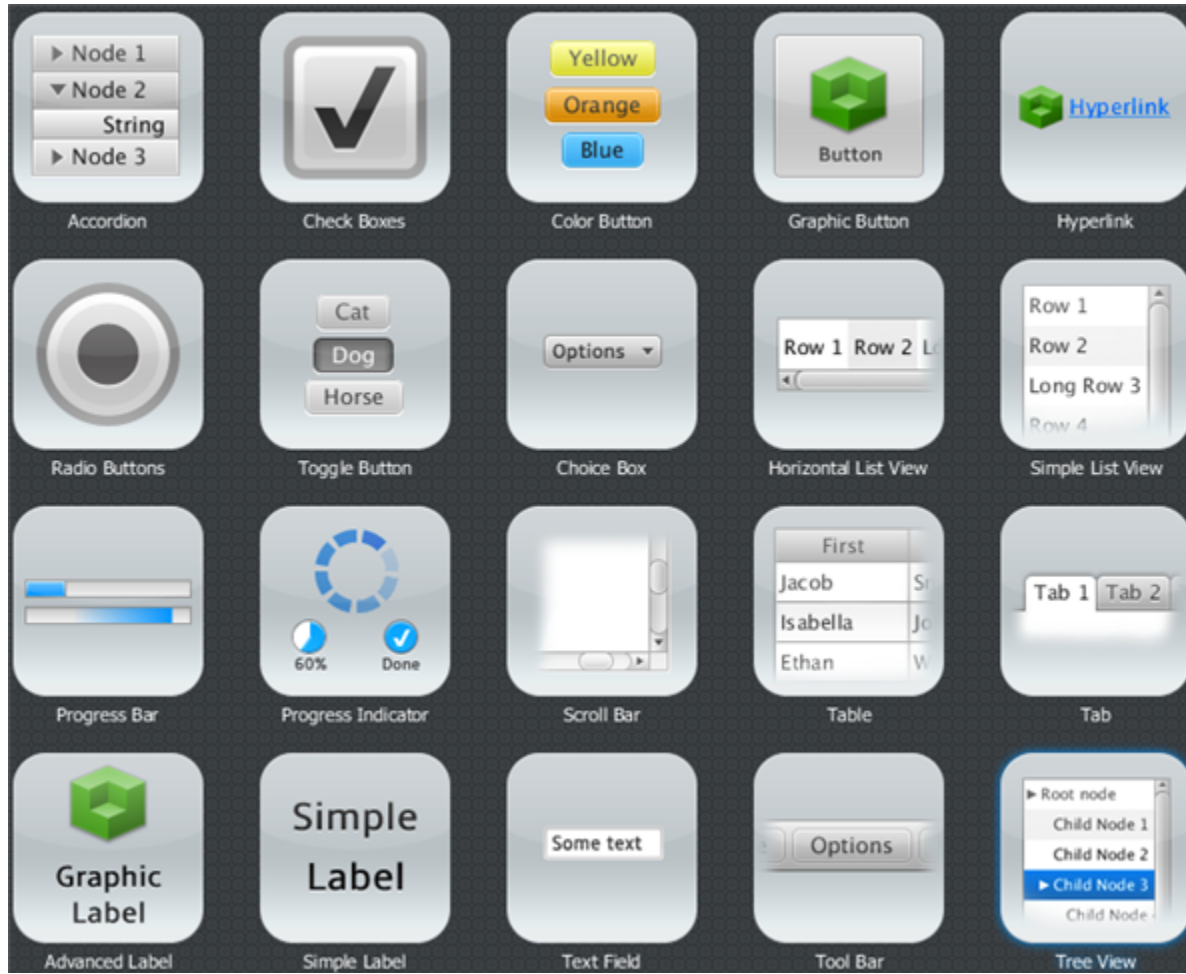 Node 1
Node 2
String
Node 3
Accordion
Check Boxes
Yellow
Orange
Blue
Color Button
Button
Graphic Button
Hyperlink
Hyperlink
Radio Buttons
Cat
Dog
Horse
Toggle Button
Options
Choice Box
Row 1 Row 2
Horizontal List View
Row 1
Row 2
Long Row 3
Row 4
Simple List View
Progress Bar
60% Done
Progress Indicator
Scroll Bar
First
Jacob
Isabella
Ethan
Table
Tab 1 Tab 2
Tab
Graphic
Label
Advanced Label
Simple
Label
Simple Label
Some text
Text Field
Options
Tool Bar
Root node
Child Node 1
Child Node 2
Child Node 3
Child Node
Tree View